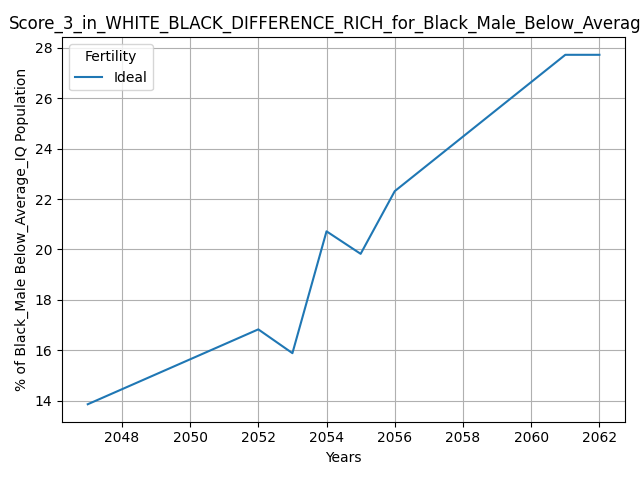 Score_3_in_WHITE_BLACK_DIFFERENCE_RICH_for_Black_Male_Below_Averag
Fertility
Ideal
% of Black_Male Below_Average_IQ Population
28
26
24
22
20
18
16
14
2048 2050 2052 2054 2056 2058 2060 2062
Years